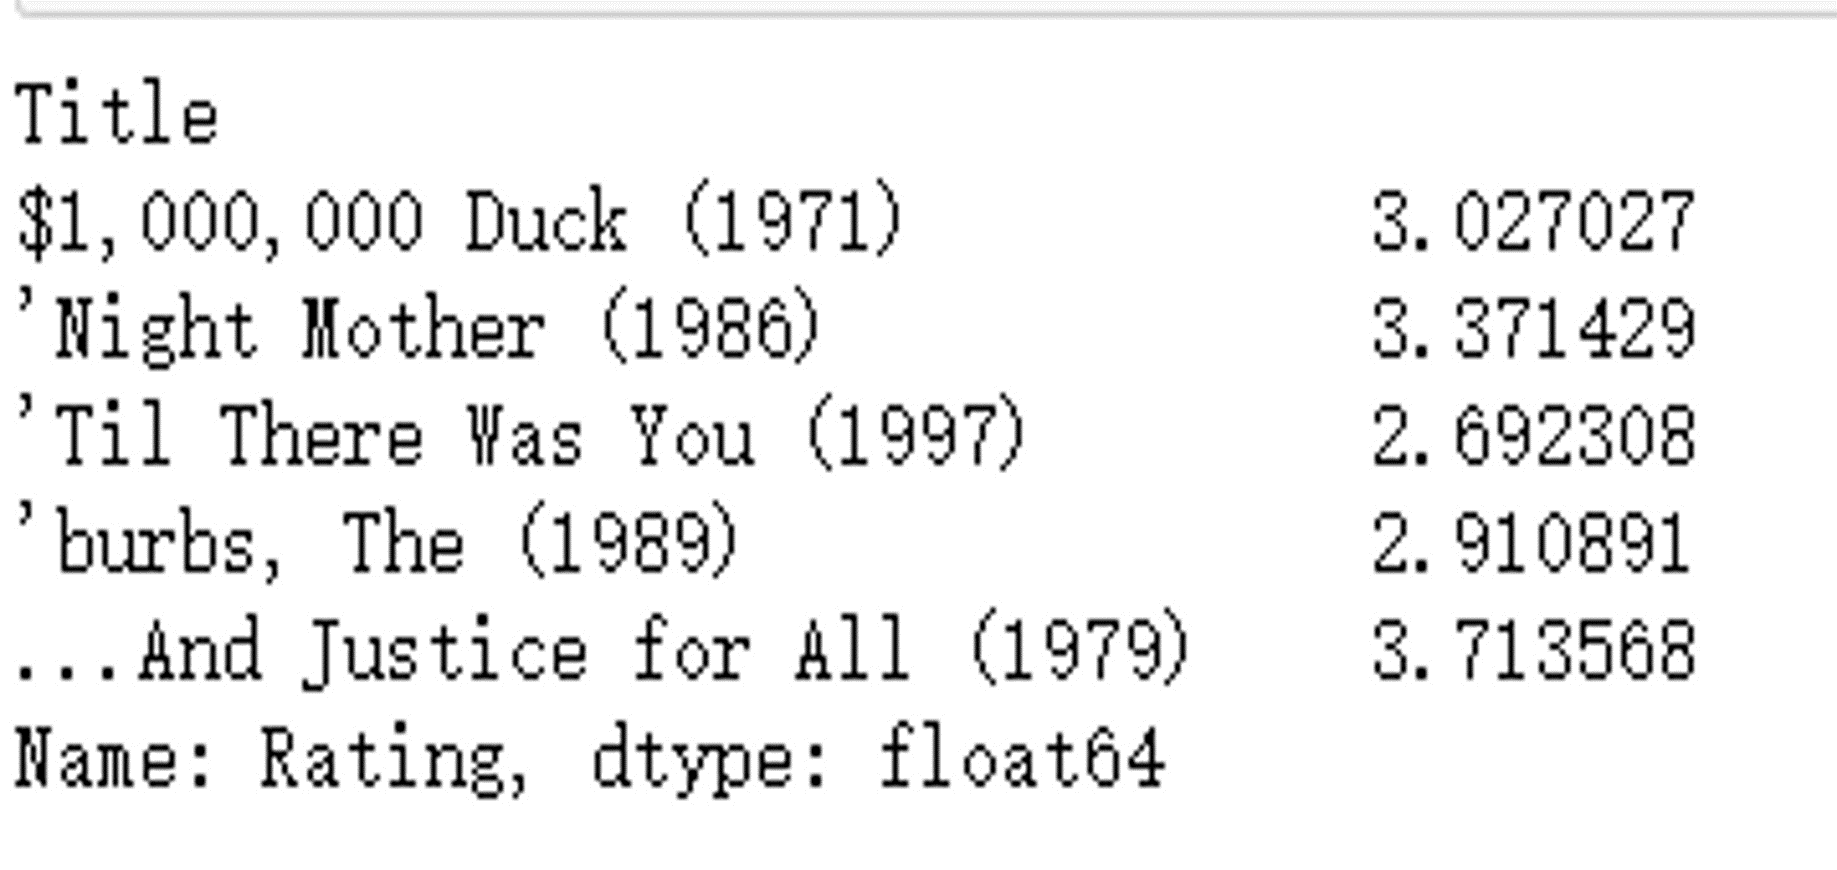 Title
$1,000,000 Duck (1971) 3.027027
'Night Mother (1986) 3.371429
'Til There Was You (1997) 2.692308
'burbs, The (1989) 2.910891
...And Justice for All (1979) 3.713568
Name: Rating, dtype: float64